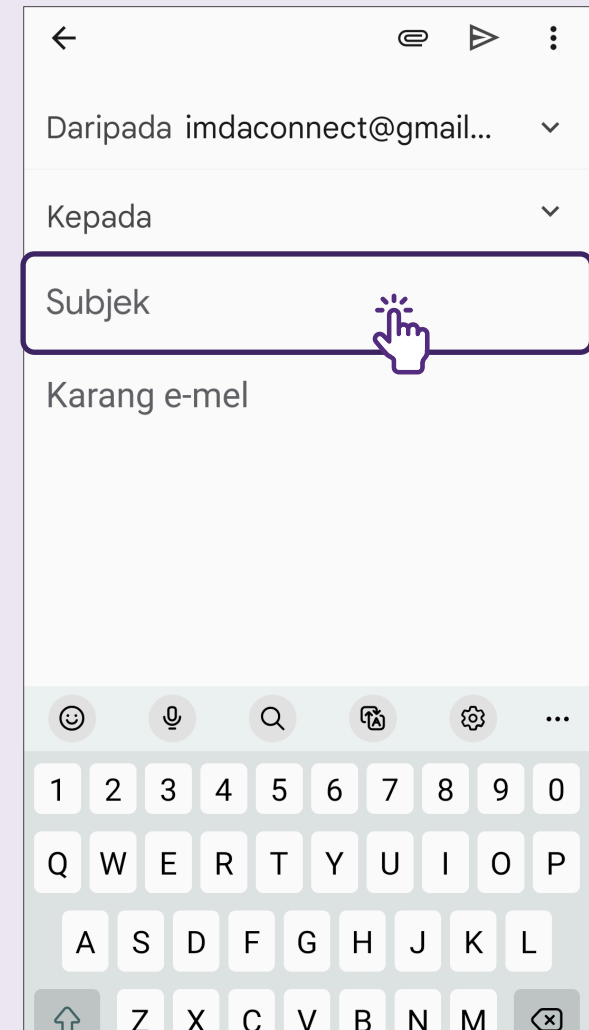 Daripada imdaconnect@gmail...
Kepada
Subjek
Karang e-mel
1 2 3 4 5 6 7 8 9 0
Q W E R T Y U I O P
A S D F G H J K L
Z X C V B N M